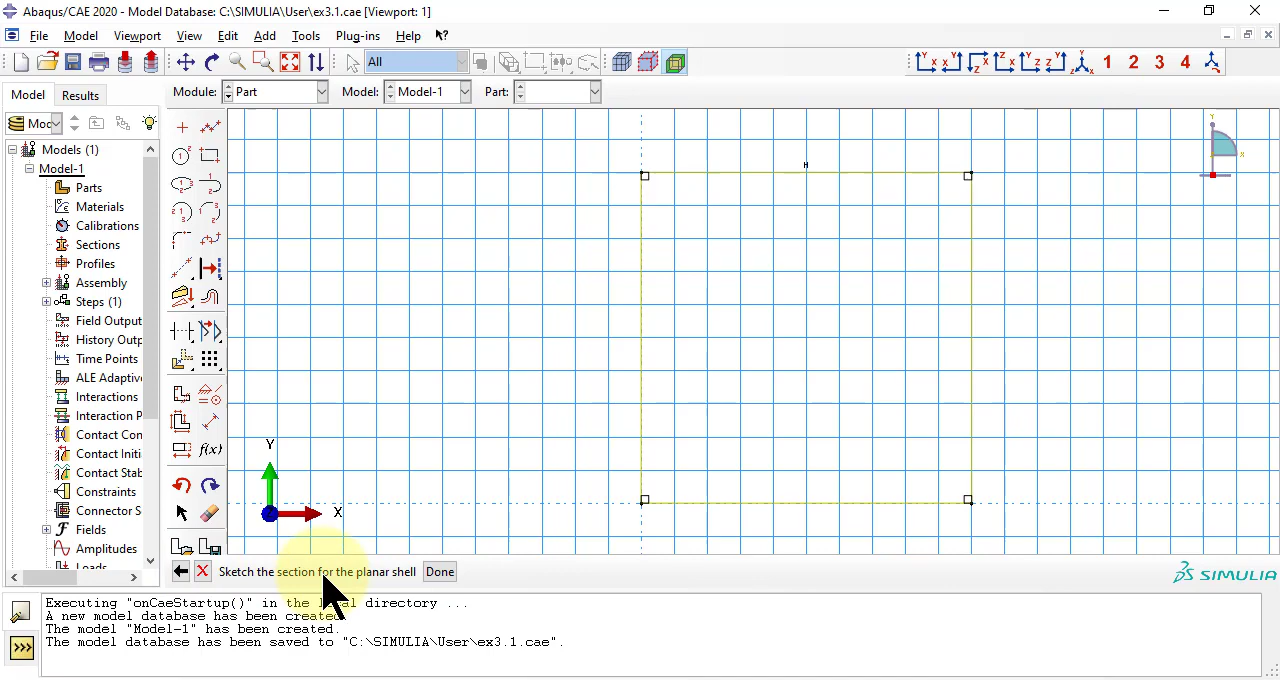 Abaqus/CAE 2020 - Model Database: C:\SIMULIA\User\ex3.1.cae [Viewport: 1]
File Model Viewport View Edit Add Tools Plug-ins Help
All
1 2 3 4
Model Results
Module: Part Model: Model-1 Part:
Models (1)
Model-1
Parts
Materials
Calibrations
Sections
Profiles
Assembly
Steps (1)
Field Output
History Outp
Time Points
ALE Adaptiv
Interactions
Interaction P
Contact Con
Contact Initi
Contact Stab
Constraints
Connector S
Fields
Amplitudes
Loads
f(x)
H
Y
X
Y
X
Sketch the section for the planar shell Done
SIMULIA
Executing "onCaeStartup()" in the directory ...
A new model database has been created.
The model "Model-1" has been created.
The model database has been saved to "C:\SIMULIA\User\ex3.1.cae".
>>>